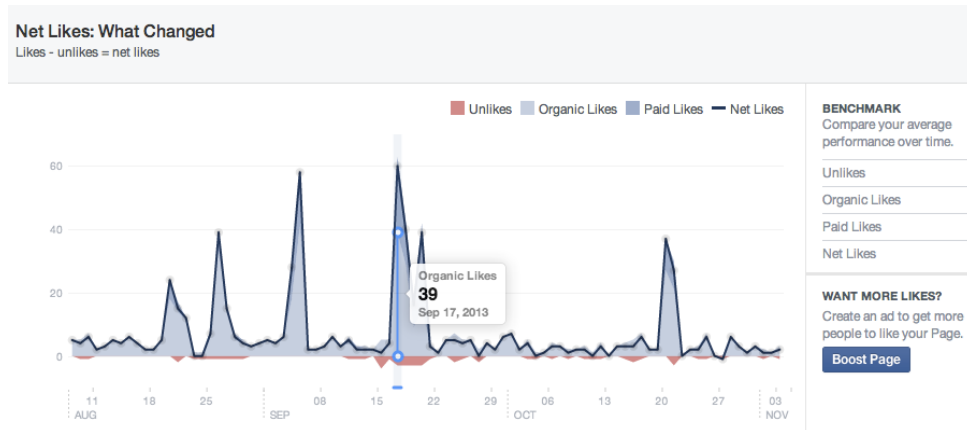 Net Likes: What Changed
Likes - unlikes = net likes
Unlikes Organic Likes Paid Likes Net Likes
60
40
20
0
Organic Likes
39
Sep 17, 2013
11 18 25 08 15 22 29 06 13 20 27 03
AUG SEP OCT NOV
BENCHMARK
Compare your average
performance over time.
Unlikes
Organic Likes
Paid Likes
Net Likes
WANT MORE LIKES?
Create an ad to get more
people to like your Page.
Boost Page